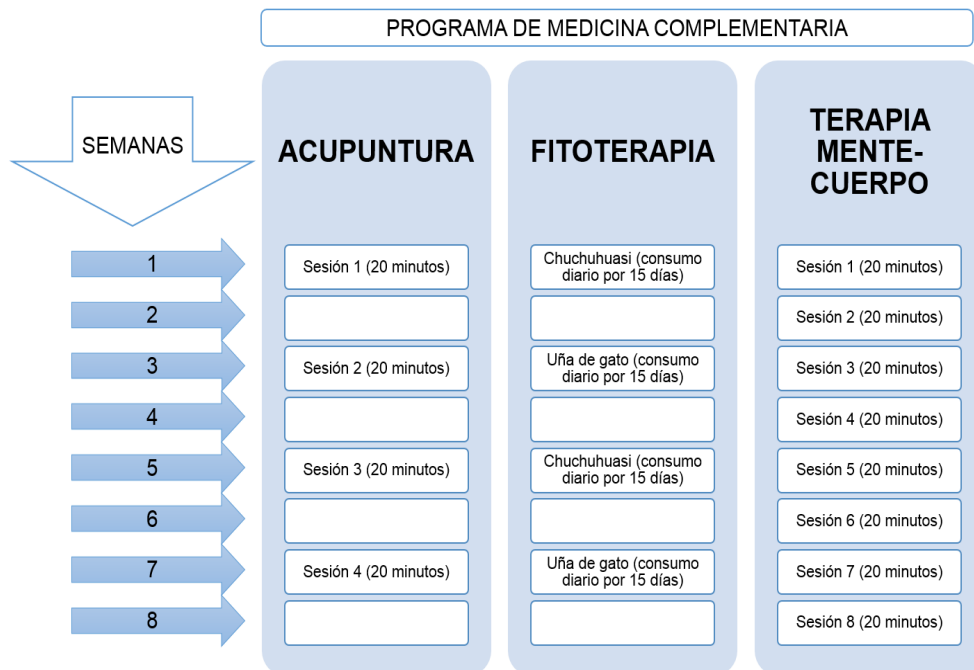 PROGRAMA DE MEDICINA COMPLEMENTARIA
SEMANAS
ACUPUNTURA
FITOTERAPIA
TERAPIA
MENTE-
CUERPO
1
Sesión 1 (20 minutos)
Chuchuhuasi (consumo
diario por 15 días)
Sesión 1 (20 minutos)
2
Sesión 2 (20 minutos)
3
Sesión 2 (20 minutos)
Uña de gato (consumo
diario por 15 días)
Sesión 3 (20 minutos)
4
Sesión 4 (20 minutos)
5
Sesión 3 (20 minutos)
Chuchuhuasi (consumo
diario por 15 días)
Sesión 5 (20 minutos)
6
Sesión 6 (20 minutos)
7
Sesión 4 (20 minutos)
Uña de gato (consumo
diario por 15 días)
Sesión 7 (20 minutos)
8
Sesión 8 (20 minutos)